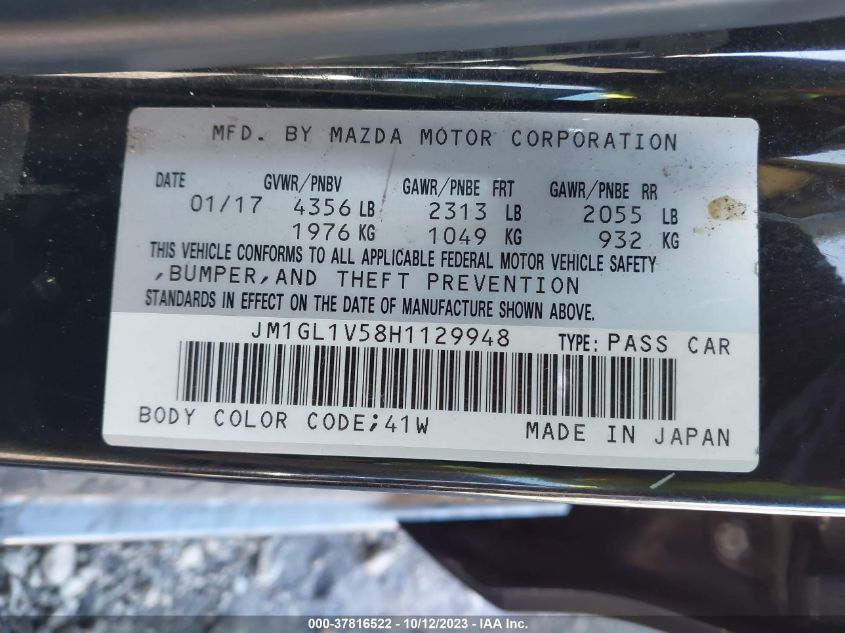 MFD. BY MAZDA MOTOR CORPORATION
DATE GVWR/PNBV GAWR/PNBE FRT GAWR/PNBE RR
01/17 4356 LB 2313 LB 2055 LB
1976 KG 1049 KG 932 KG
THIS VEHICLE CONFORMS TO ALL APPLICABLE FEDERAL MOTOR VEHICLE SAFETY
,BUMPER,AND THEFT PREVENTION
STANDARDS IN EFFECT ON THE DATE OF MANUFACTURE SHOWN ABOVE.
JM1GL1V58H1129948 TYPE: PASS CAR
BODY COLOR CODE;41W MADE IN JAPAN
000-37816522 - 10/12/2023 - IAA Inc.